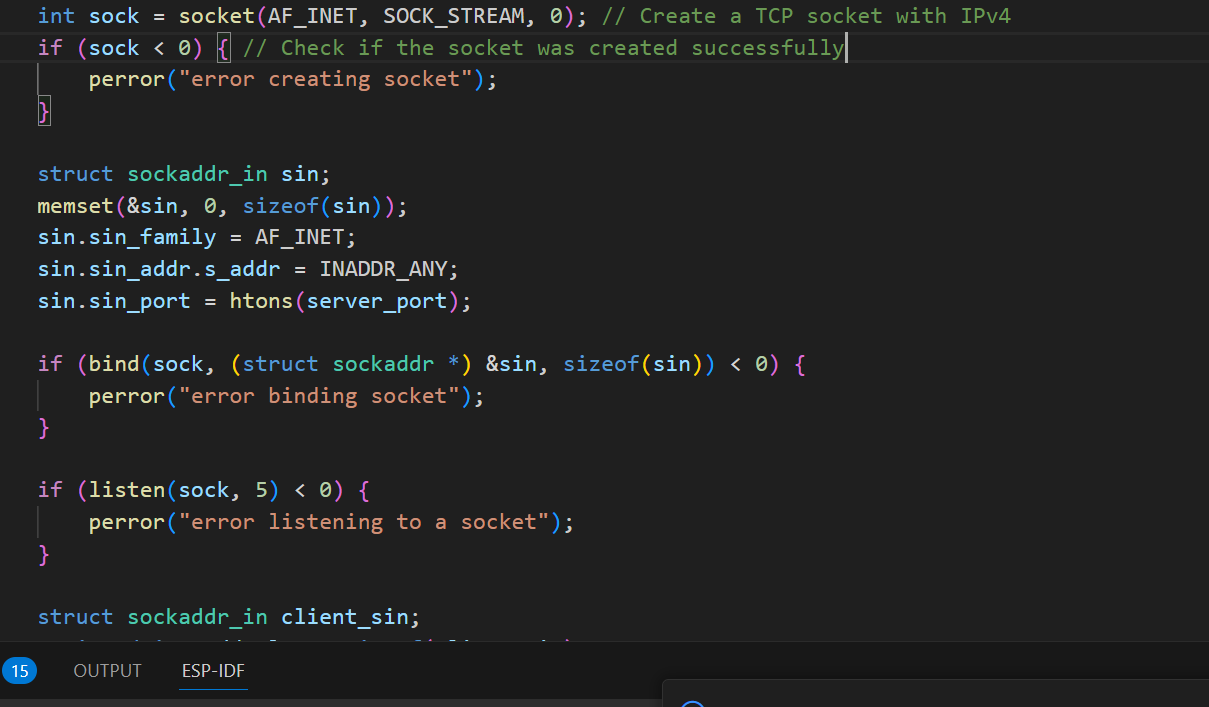 int sock = socket(AF_INET, SOCK_STREAM, 0); // Create a TCP socket with IPv4
if (sock < 0) { // Check if the socket was created successfully
    perror("error creating socket");
}

struct sockaddr_in sin;
memset(&sin, 0, sizeof(sin));
sin.sin_family = AF_INET;
sin.sin_addr.s_addr = INADDR_ANY;
sin.sin_port = htons(server_port);

if (bind(sock, (struct sockaddr *) &sin, sizeof(sin)) < 0) {
    perror("error binding socket");
}

if (listen(sock, 5) < 0) {
    perror("error listening to a socket");
}

struct sockaddr_in client_sin;
15 OUTPUT ESP-IDF